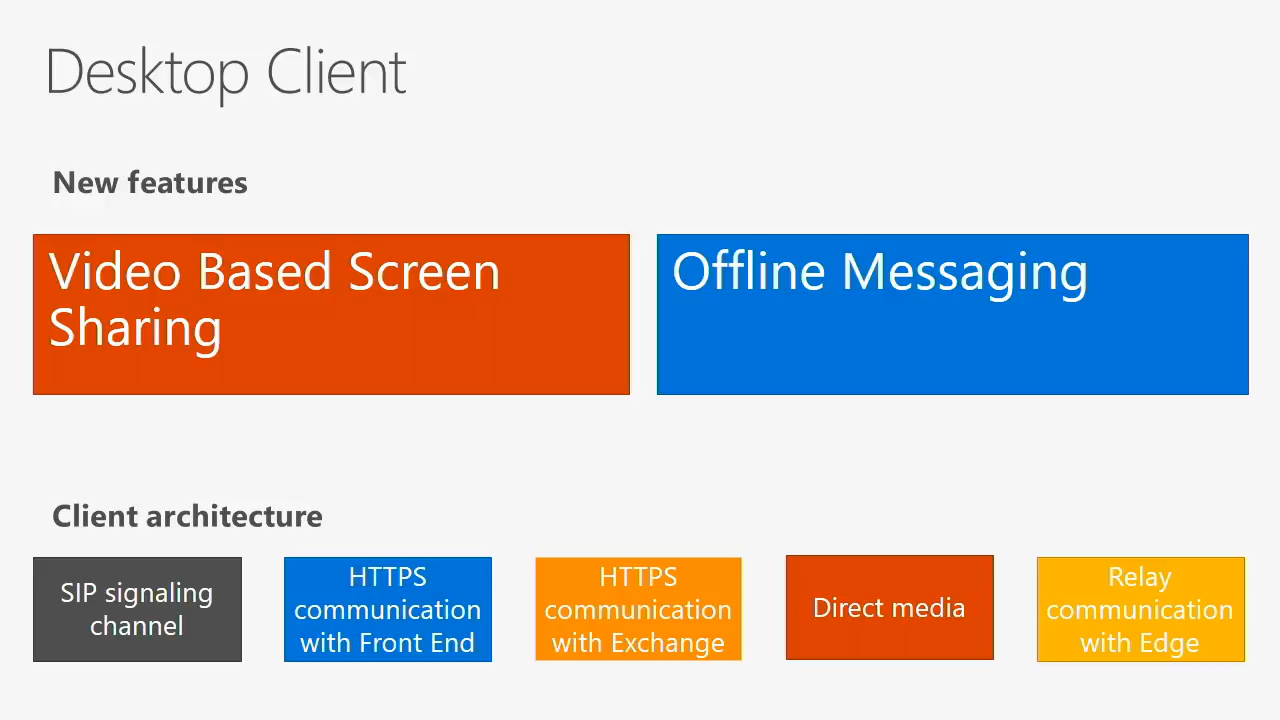 Desktop Client
New features
Video Based Screen
Sharing
Offline Messaging
Client architecture
SIP signaling
channel
HTTPS
communication
with Front End
HTTPS
communication
with Exchange
Direct media
Relay
communication
with Edge